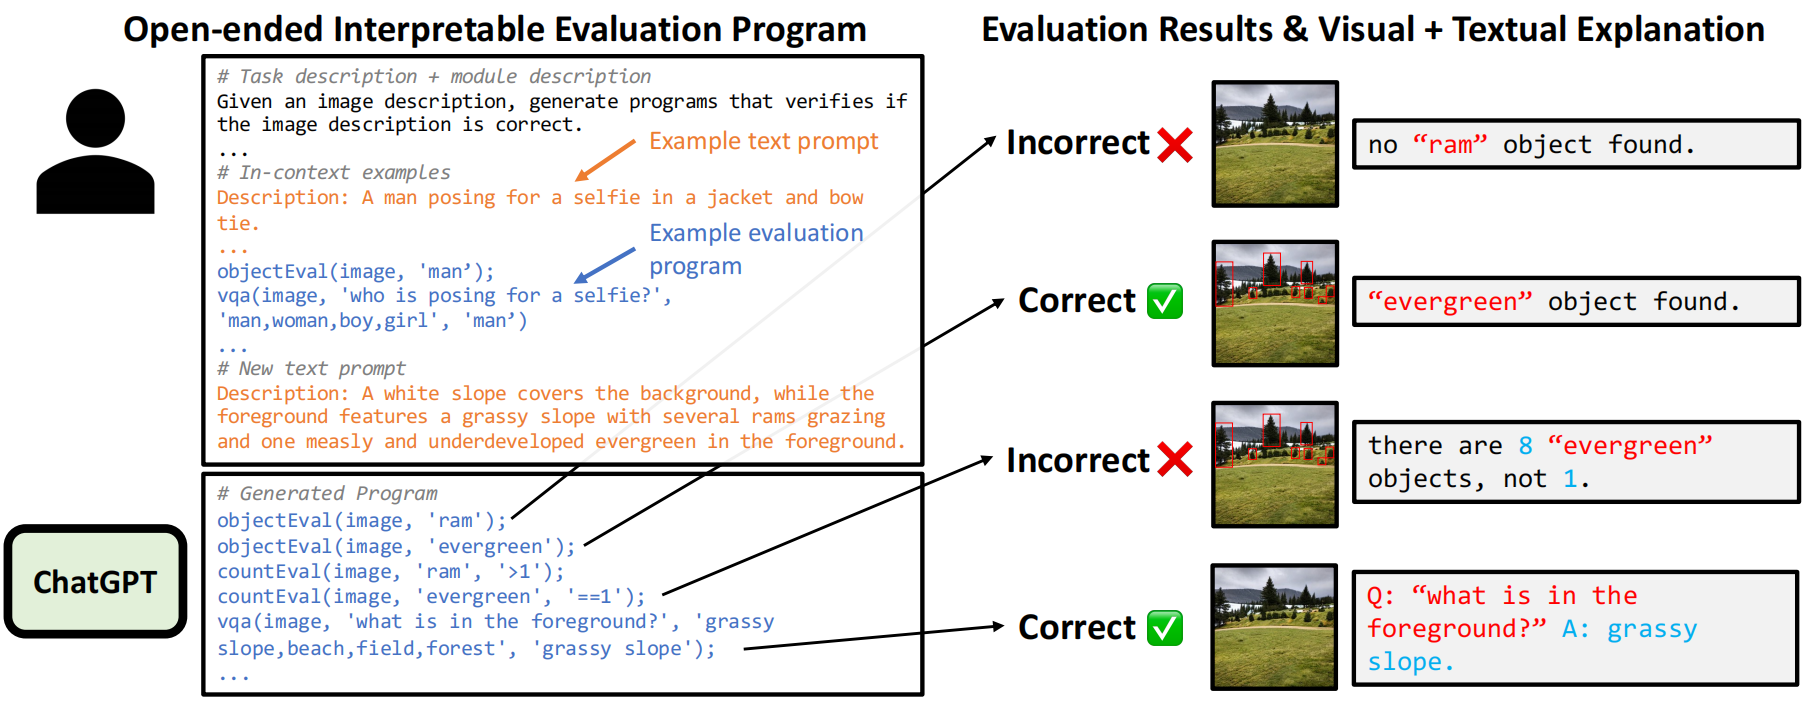 Open-ended Interpretable Evaluation Program
# Task description + module description
Given an image description, generate programs that verifies if
the image description is correct.
...
Example text prompt
# In-context examples
Description: A man posing for a selfie in a jacket and bow
tie.
...
Example evaluation
program
objectEval(image, 'man’);
vqa(image, 'who is posing for a selfie?',
'man,woman,boy,girl', 'man’)
...
# New text prompt
Description: A white slope covers the background, while the
foreground features a grassy slope with several rams grazing
and one measly and underdeveloped evergreen in the foreground.
ChatGPT
# Generated Program
objectEval(image, 'ram');
objectEval(image, 'evergreen');
countEval(image, 'ram', '>1');
countEval(image, 'evergreen', '==1');
vqa(image, 'what is in the foreground?', 'grassy
slope,beach,field,forest', 'grassy slope');
...
Evaluation Results & Visual + Textual Explanation
Incorrect
no “ram” object found.
Correct
“evergreen” object found.
Incorrect
there are 8 “evergreen”
objects, not 1.
Correct
Q: “what is in the
foreground?” A: grassy
slope.